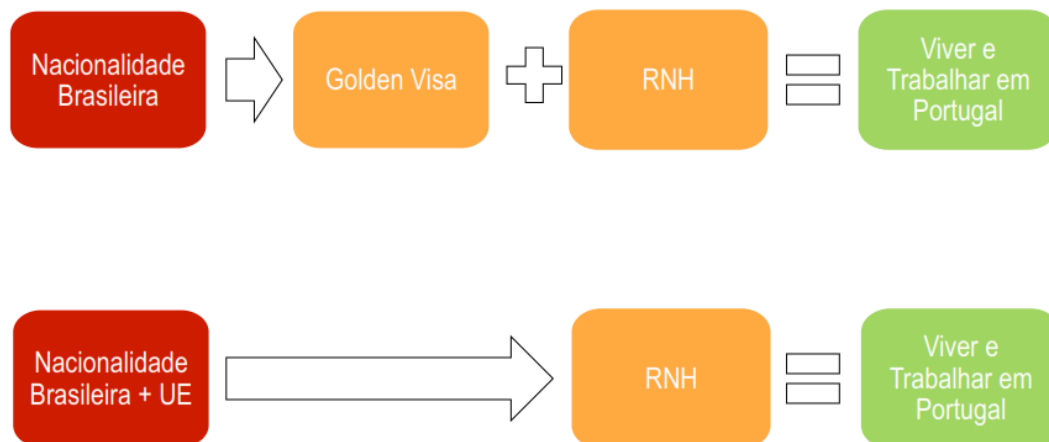 Nacionalidade
Brasileira
Golden Visa
RNH
Viver e
Trabalhar em
Portugal
Nacionalidade
Brasileira + UE
RNH
Viver e
Trabalhar em
Portugal